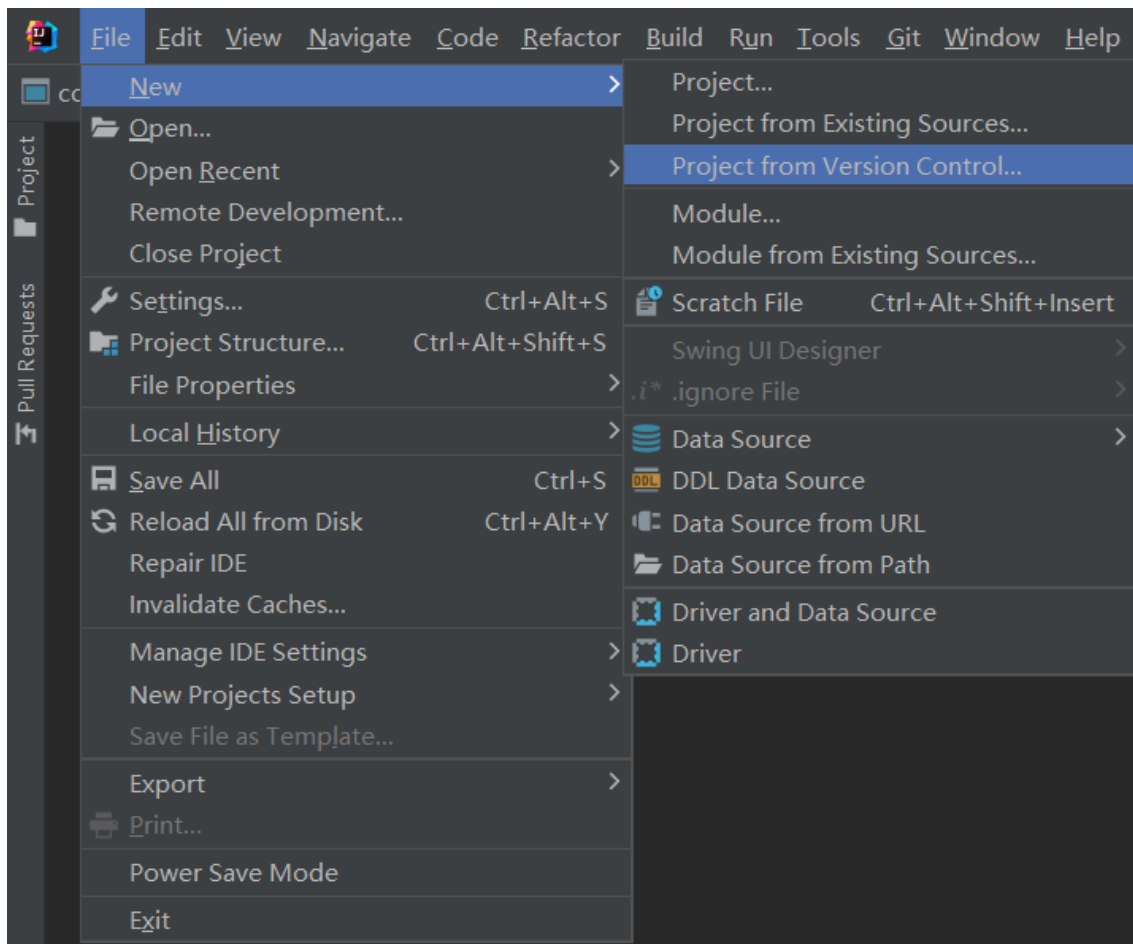 File Edit View Navigate Code Refactor Build Run Tools Git Window Help
Project
Pull Requests
New
Open...
Open Recent
Remote Development...
Close Project
Settings... Ctrl+Alt+S
Project Structure... Ctrl+Alt+Shift+S
File Properties
Local History
Save All Ctrl+S
Reload All from Disk Ctrl+Alt+Y
Repair IDE
Invalidate Caches...
Manage IDE Settings
New Projects Setup
Save File as Template...
Export
Print...
Power Save Mode
Exit
Project...
Project from Existing Sources...
Project from Version Control...
Module...
Module from Existing Sources...
Scratch File Ctrl+Alt+Shift+Insert
Swing UI Designer
.i* .ignore File
Data Source
DDL DDL Data Source
Data Source from URL
Data Source from Path
Driver and Data Source
Driver